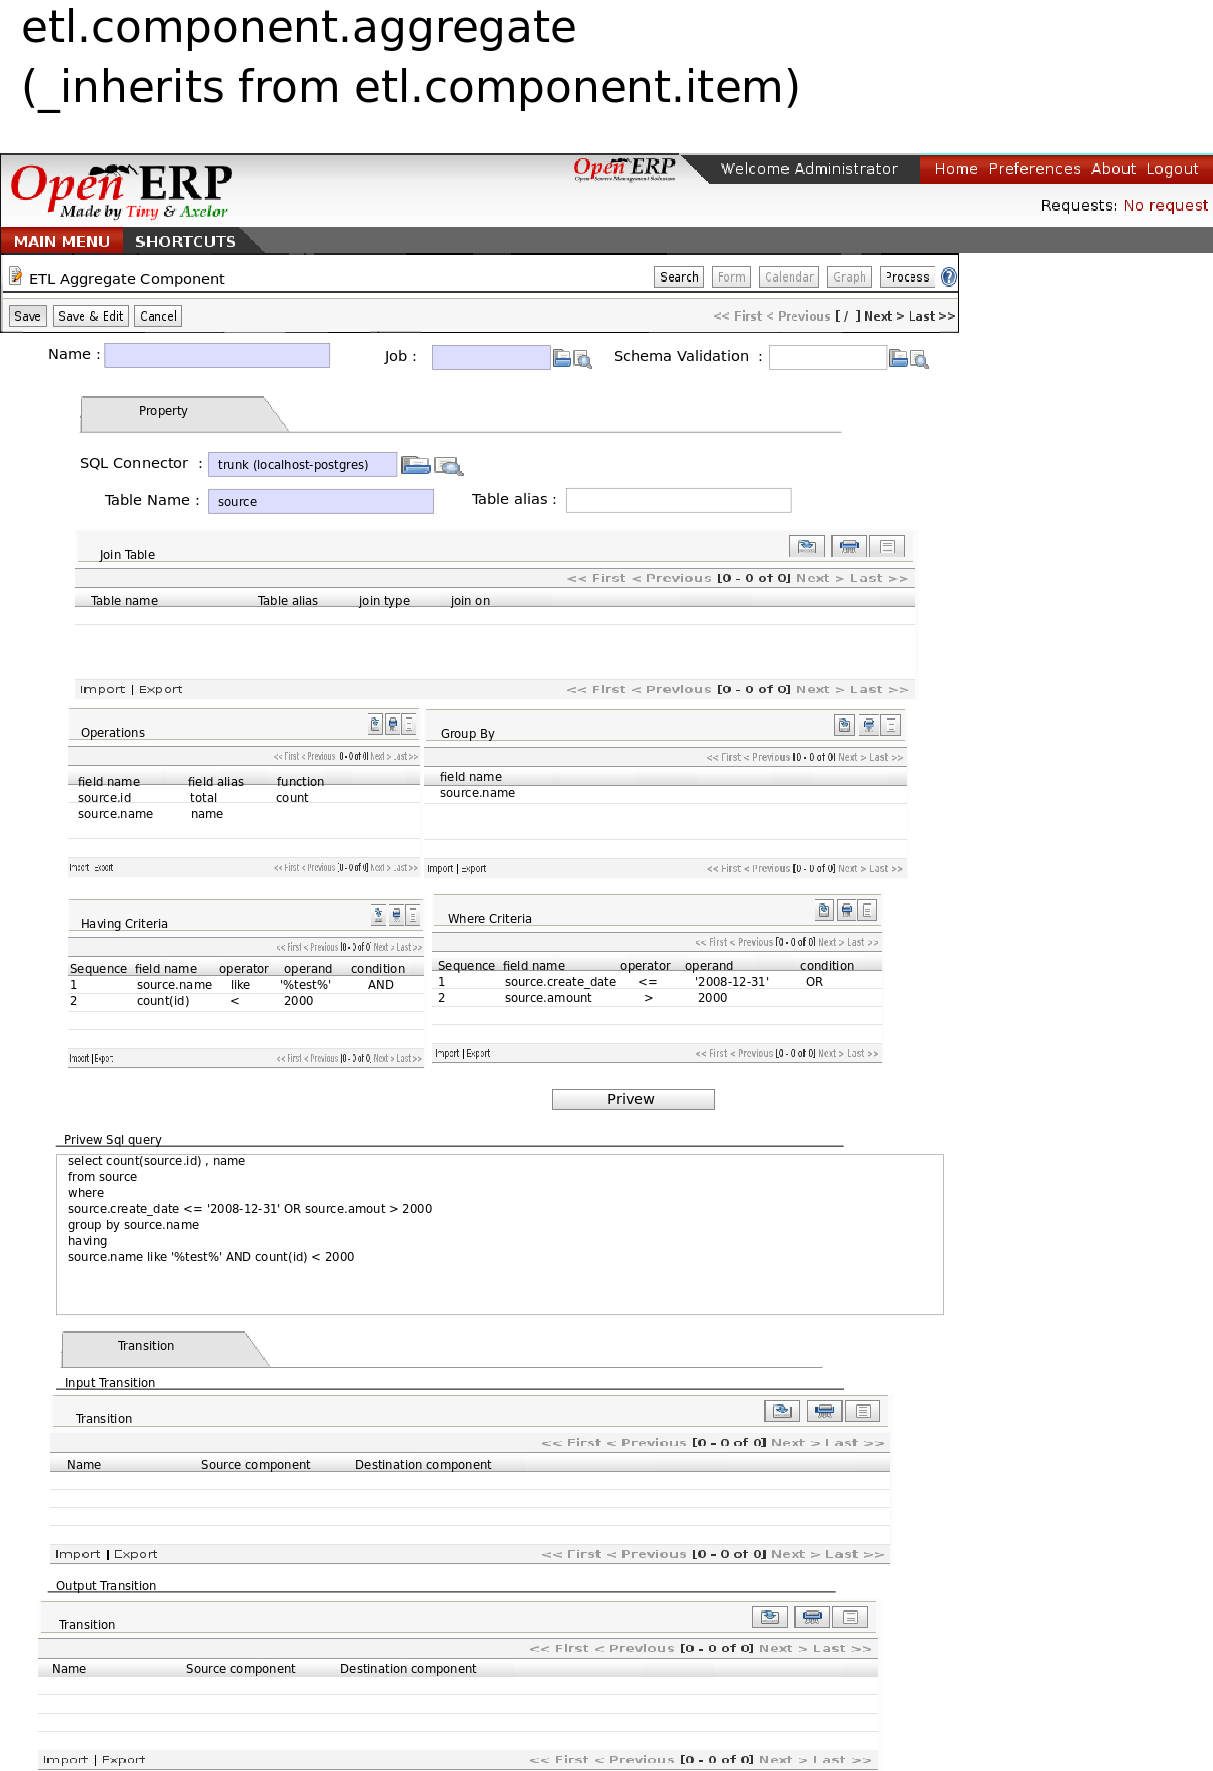 etl.component.aggregate
(_inherits from etl.component.item)
Open ERP
Made by Tiny & Axelor
Open ERP
Welcome Administrator
Home Preferences About Logout
Requests: No request
MAIN MENU SHORTCUTS
ETL Aggregate Component
Search Form Calendar Graph Process ?
Save Save & Edit Cancel
<< First < Previous [ / ] Next > Last >>
Name : Job : Schema Validation :
Property
SQL Connector : trunk (localhost-postgres)
Table Name : source Table alias :
Join Table
<< First < Previous [0 - 0 of 0] Next > Last >>
Table name Table alias join type join on
Import | Export << First < Previous [0 - 0 of 0] Next > Last >>
Operations
<< First < Previous [0 - 0 of 0] Next > Last >>
field name field alias function
source.id total count
source.name name
Import | Export << First < Previous [0 - 0 of 0] Next > Last >>
Group By
<< First < Previous [0 - 0 of 0] Next > Last >>
field name
source.name
Import | Export << First < Previous [0 - 0 of 0] Next > Last >>
Having Criteria
<< First < Previous [0 - 0 of 0] Next > Last >>
Sequence field name operator operand condition
1 source.name like '%test%' AND
2 count(id) < 2000
Import | Export << First < Previous [0 - 0 of 0] Next > Last >>
Where Criteria
<< First < Previous [0 - 0 of 0] Next > Last >>
Sequence field name operator operand condition
1 source.create_date <= '2008-12-31' OR
2 source.amount > 2000
Import | Export << First < Previous [0 - 0 of 0] Next > Last >>
Privew
Privew Sql query
select count(source.id) , name
from source
where
source.create_date <= '2008-12-31' OR source.amout > 2000
group by source.name
having
source.name like '%test%' AND count(id) < 2000
Transition
Input Transition
Transition
<< First < Previous [0 - 0 of 0] Next > Last >>
Name Source component Destination component
Import | Export << First < Previous [0 - 0 of 0] Next > Last >>
Output Transition
Transition
<< First < Previous [0 - 0 of 0] Next > Last >>
Name Source component Destination component
Import | Export << First < Previous [0 - 0 of 0] Next > Last >>